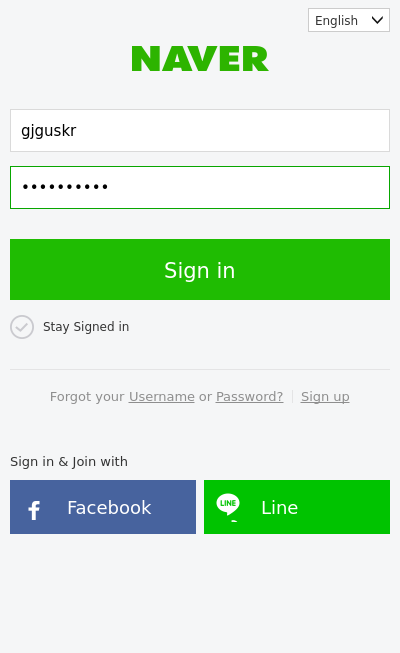 English
NAVER
gjguskr
••••••••••
Sign in
Stay Signed in
Forgot your Username or Password? | Sign up
Sign in & Join with
f Facebook
LINE Line